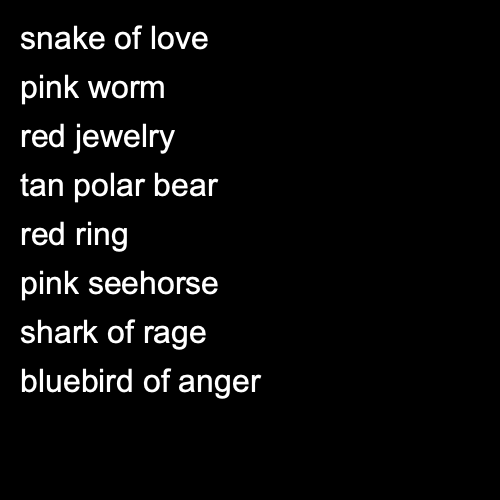 snake of love
pink worm
red jewelry
tan polar bear
red ring
pink seehorse
shark of rage
bluebird of anger